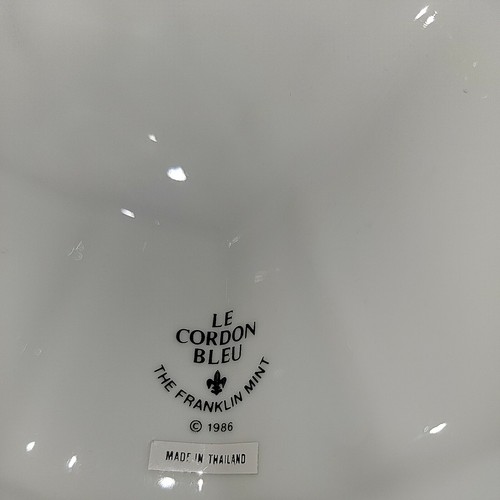 LE
CORDON
BLEU
THE FRANKLIN MINT
© 1986
MADE IN THAILAND